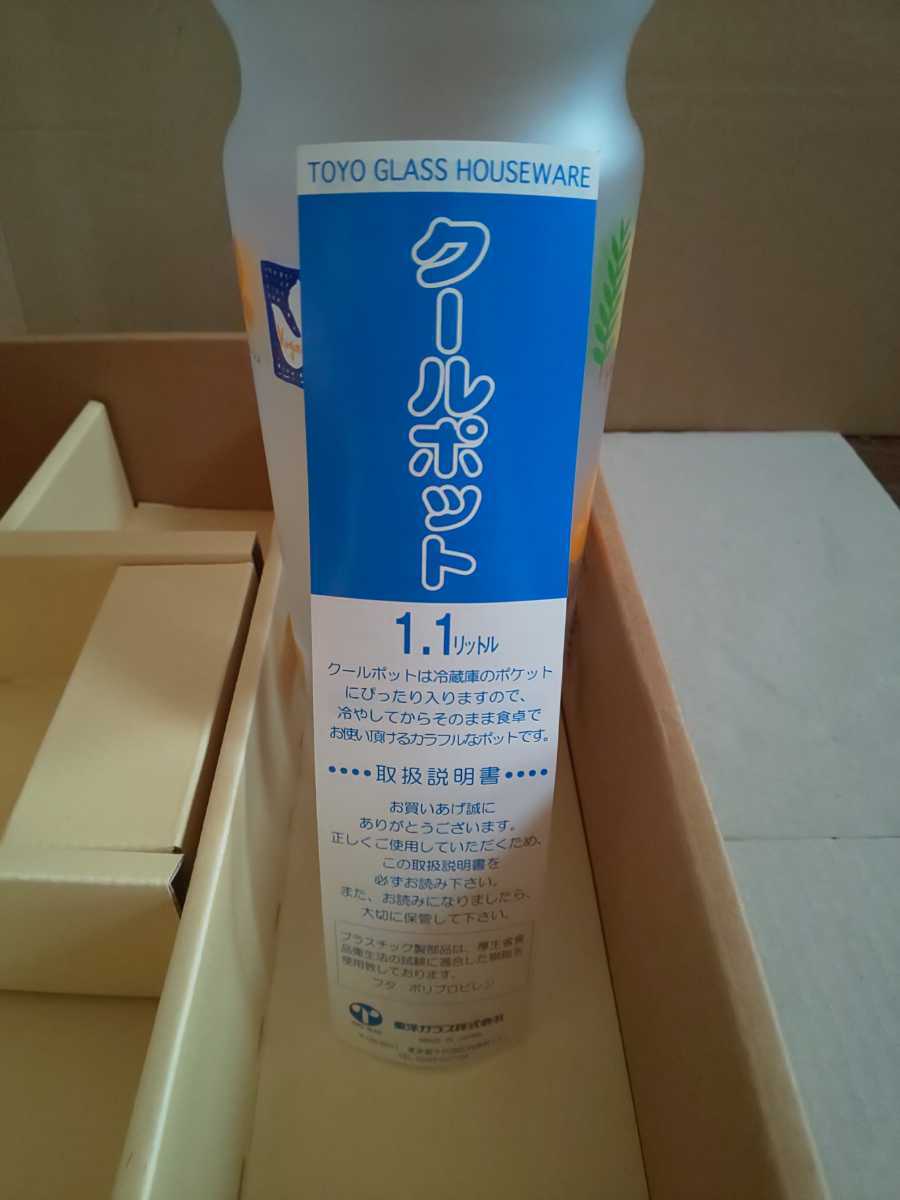 TOYO GLASS HOUSEWARE
クールポット
1.1リットル
クールポットは冷蔵庫のポケット
にぴったり入りますので、
冷やしてからそのまま食卓で
お使い頂けるカラフルなポットです。
••••取扱説明書••••
お買いあげ誠に
ありがとうございます。
正しくご使用していただくため、
この取扱説明書を
必ずお読み下さい。
また、お読みになりましたら、
大切に保管して下さい。
プラスチック製部品は、厚生省食
品衛生法の試験に適合した樹脂を
使用致しております。
フタ ポリプロピレン
東洋ガラス株式会社
MADE IN JAPAN